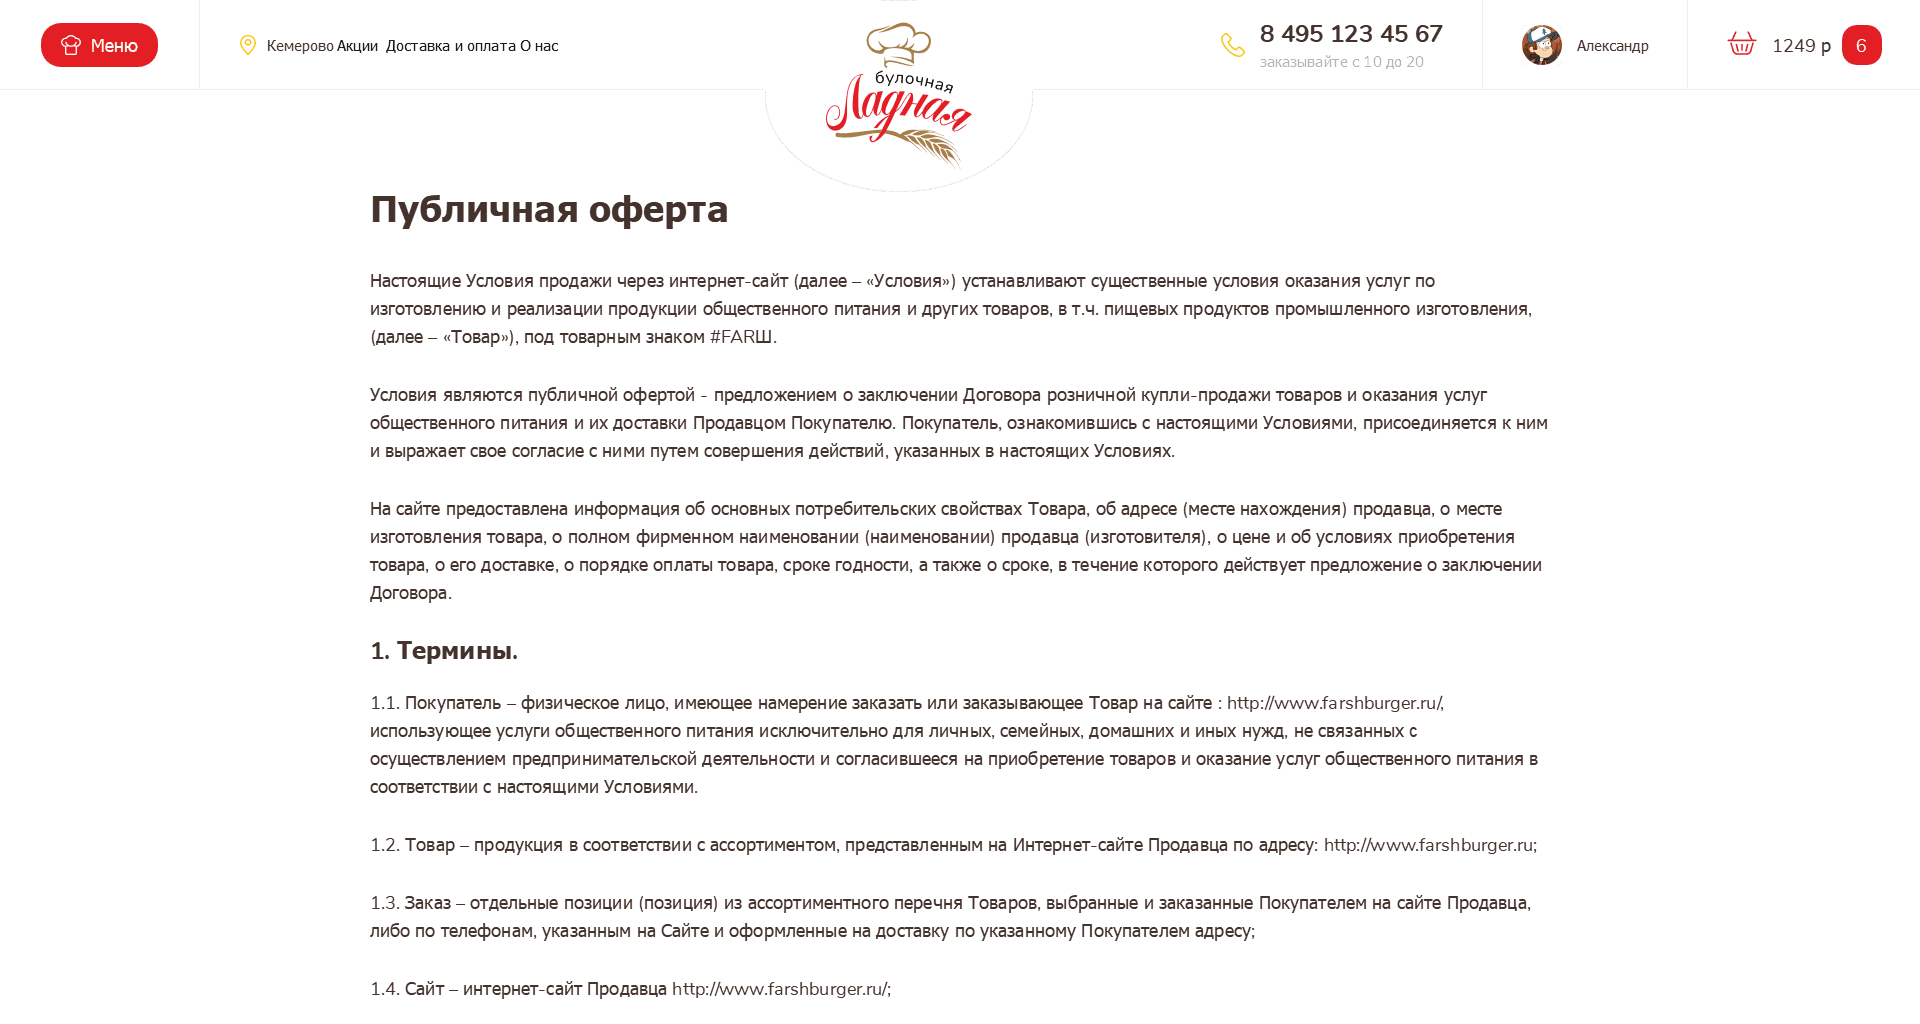 Меню
Кемерово Акции Доставка и оплата О нас
булочная
Ладная
8 495 123 45 67
заказывайте с 10 до 20
Александр
1249 р 6
Публичная оферта
Настоящие Условия продажи через интернет-сайт (далее – «Условия») устанавливают существенные условия оказания услуг по
изготовлению и реализации продукции общественного питания и других товаров, в т.ч. пищевых продуктов промышленного изготовления,
(далее – «Товар»), под товарным знаком #FARШ.
Условия являются публичной офертой - предложением о заключении Договора розничной купли-продажи товаров и оказания услуг
общественного питания и их доставки Продавцом Покупателю. Покупатель, ознакомившись с настоящими Условиями, присоединяется к ним
и выражает свое согласие с ними путем совершения действий, указанных в настоящих Условиях.
На сайте предоставлена информация об основных потребительских свойствах Товара, об адресе (месте нахождения) продавца, о месте
изготовления товара, о полном фирменном наименовании (наименовании) продавца (изготовителя), о цене и об условиях приобретения
товара, о его доставке, о порядке оплаты товара, сроке годности, а также о сроке, в течение которого действует предложение о заключении
Договора.
1. Термины.
1.1. Покупатель – физическое лицо, имеющее намерение заказать или заказывающее Товар на сайте : http://www.farshburger.ru/,
использующее услуги общественного питания исключительно для личных, семейных, домашних и иных нужд, не связанных с
осуществлением предпринимательской деятельности и согласившееся на приобретение товаров и оказание услуг общественного питания в
соответствии с настоящими Условиями.
1.2. Товар – продукция в соответствии с ассортиментом, представленным на Интернет-сайте Продавца по адресу: http://www.farshburger.ru;
1.3. Заказ – отдельные позиции (позиция) из ассортиментного перечня Товаров, выбранные и заказанные Покупателем на сайте Продавца,
либо по телефонам, указанным на Сайте и оформленные на доставку по указанному Покупателем адресу;
1.4. Сайт – интернет-сайт Продавца http://www.farshburger.ru/;